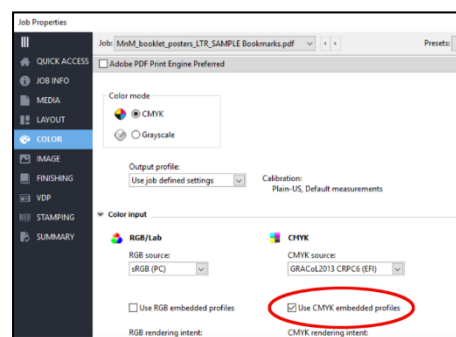 Job Properties
Job: MnM_booklet_posters_LTR_SAMPLE Bookmarks.pdf Presets:
QUICK ACCESS
Adobe PDF Print Engine Preferred
JOB INFO
MEDIA
LAYOUT
COLOR
IMAGE
FINISHING
VDP
STAMPING
SUMMARY
Color mode
CMYK
Grayscale
Output profile:
Use job defined settings
Calibration:
Plain-US, Default measurements
Color input
RGB/Lab CMYK
RGB source: CMYK source:
sRGB (PC) GRACoL2013 CRPC6 (EFI)
Use RGB embedded profiles Use CMYK embedded profiles
RGB rendering intent: CMYK rendering intent: